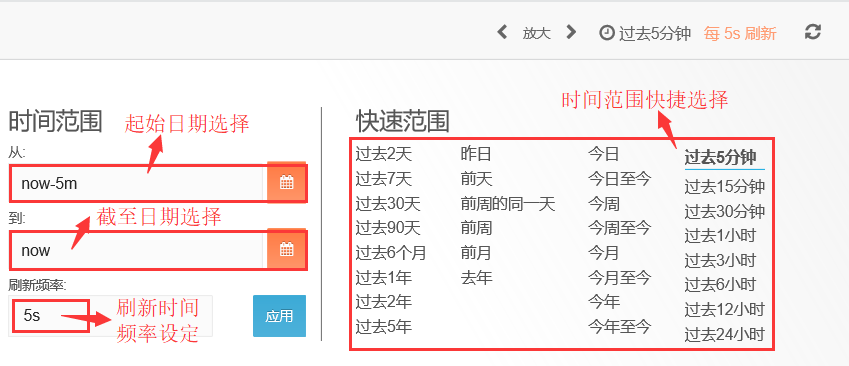 放大 过去5分钟 每 5s 刷新
时间范围快捷选择
时间范围 起始日期选择
从:
now-5m
截至日期选择
到:
now
刷新频率:
5s 刷新时间频率设定 应用
快速范围
过去2天 昨日 今日 过去5分钟
过去7天 前天 今日至今 过去15分钟
过去30天 前周的同一天 今周 过去30分钟
过去90天 前周 今周至今 过去1小时
过去6个月 前月 今月 过去3小时
过去1年 去年 今月至今 过去6小时
过去2年 今年 过去12小时
过去5年 今年至今 过去24小时